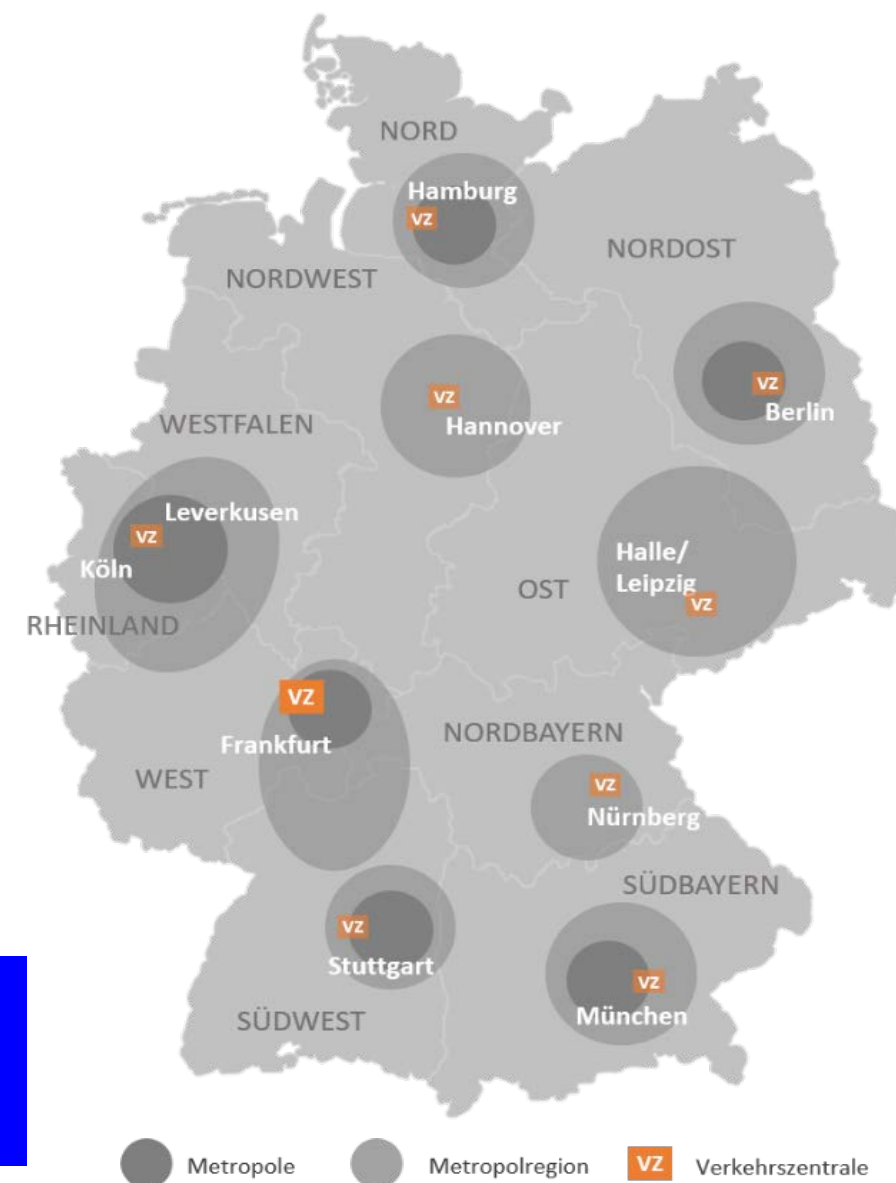 NORD
Hamburg
VZ
NORDOST
NORDWEST
VZ
Hannover
VZ
Berlin
WESTFALEN
Leverkusen
VZ
Köln
Halle/
Leipzig
VZ
OST
RHEINLAND
VZ
Frankfurt
NORDBAYERN
WEST
VZ
Nürnberg
SÜDBAYERN
VZ
Stuttgart
VZ
München
SÜDWEST
Metropole
Metropolregion
VZ Verkehrszentrale